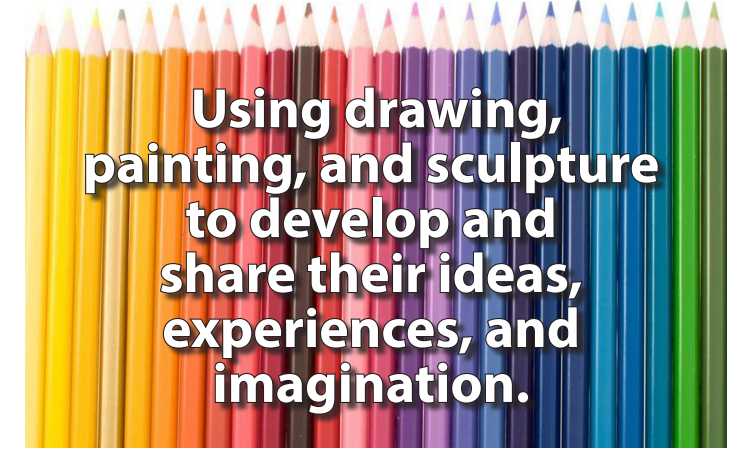 Using drawing,
painting, and sculpture
to develop and
share their ideas,
experiences, and
imagination.